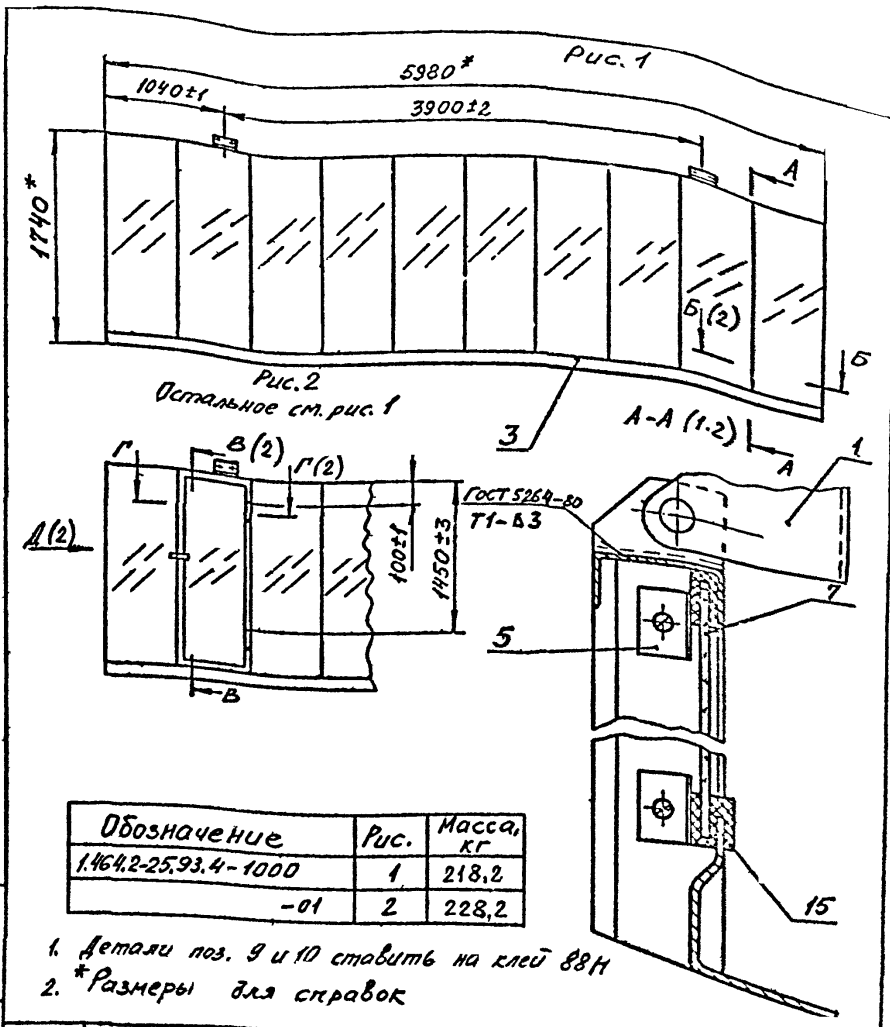 Рис. 1
5980*
1040±1
3900±2
1740*
А
Б (2)
Б
Рис. 2
Остальное см. рис. 1
3
А-А (1:2)
А
1
В (2)
Г
Г (2)
ГОСТ 5264-80
Т1-В3
Д (2)
100±1
1450±3
7
5
В
Обозначение Рис. Масса, кг
1.464.2-25.93.4-1000 1 218,2
-01 2 228,2
15
1. Детали поз. 9 и 10 ставить на клей 88Н
2. *Размеры для справок